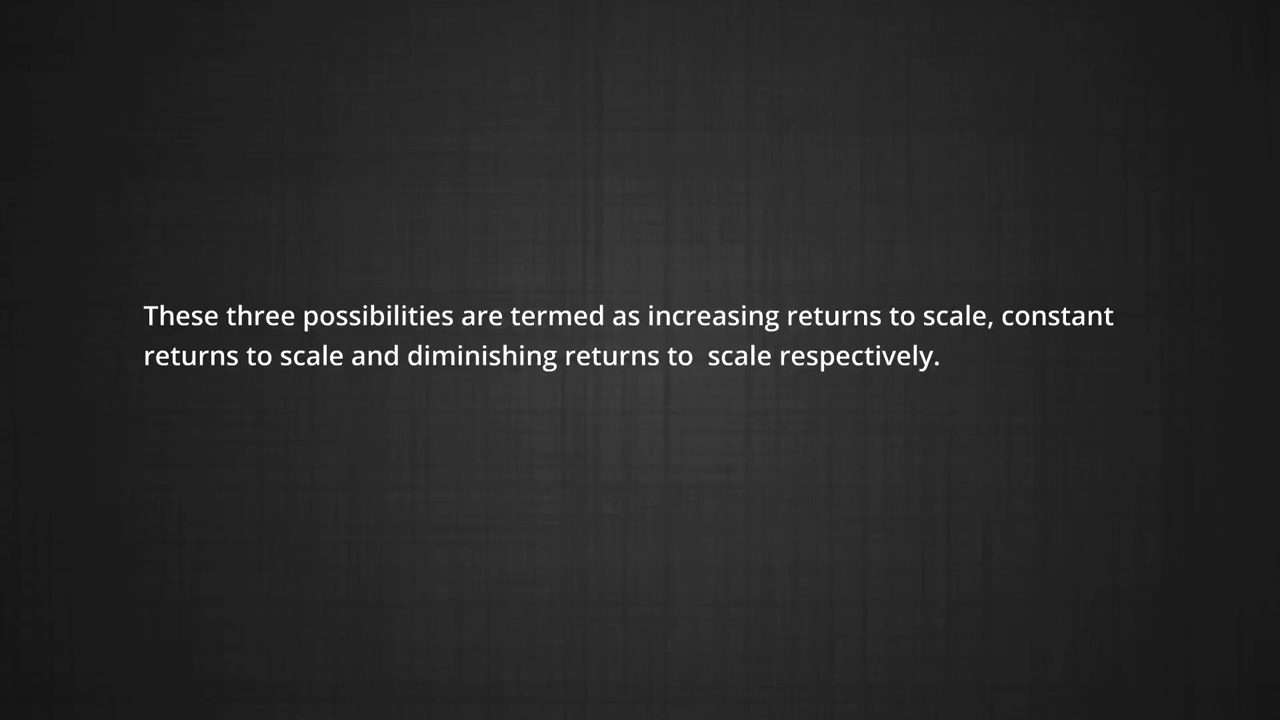 These three possibilities are termed as increasing returns to scale, constant
returns to scale and diminishing returns to  scale respectively.